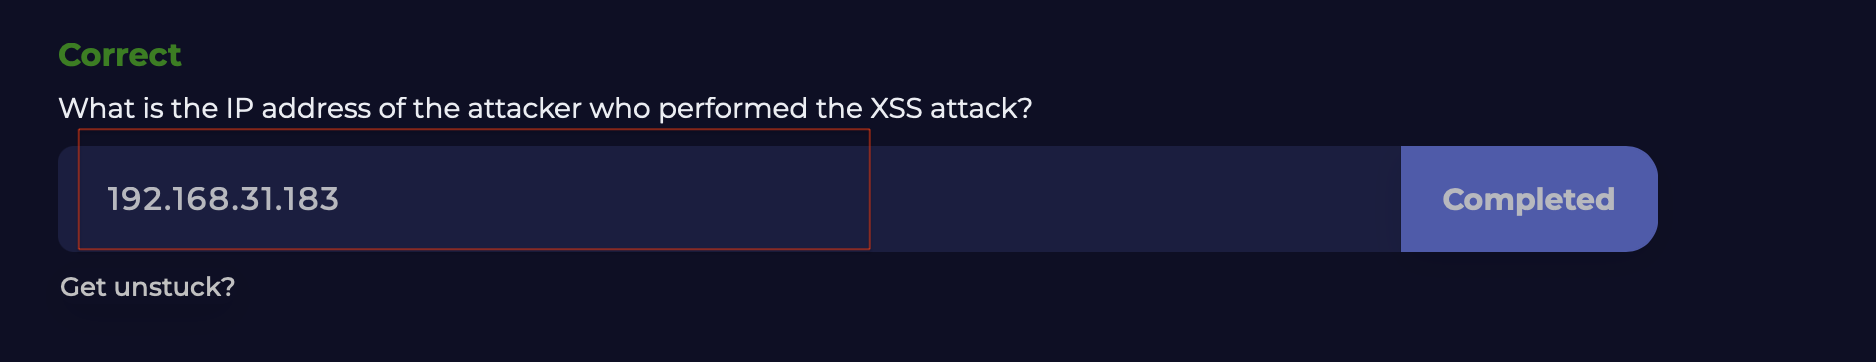 Correct
What is the IP address of the attacker who performed the XSS attack?
192.168.31.183
Completed
Get unstuck?